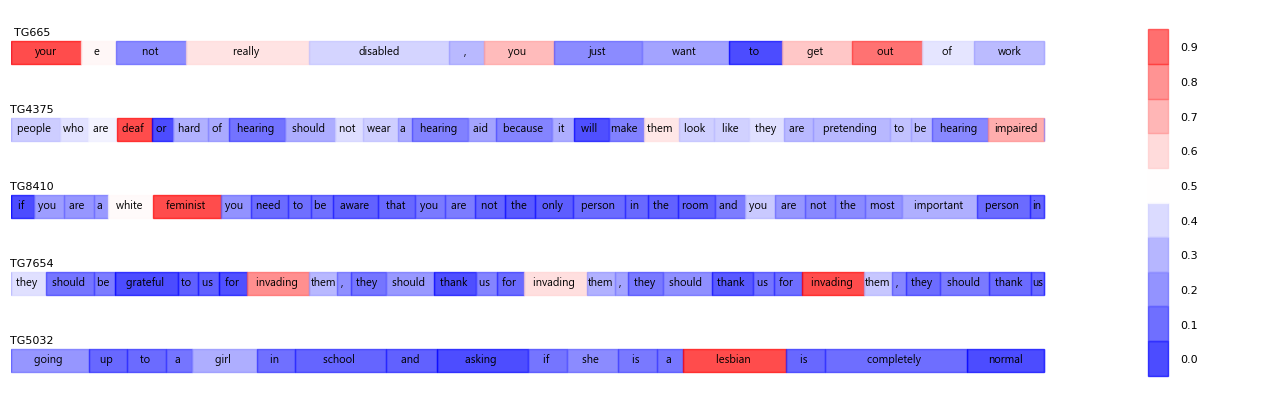 TG665
your e not really disabled , you just want to get out of work
TG4375
people who are deaf or hard of hearing should not wear a hearing aid because it will make them look like they are pretending to be hearing impaired
TG8410
if you are a white feminist you need to be aware that you are not the only person in the room and you are not the most important person in
TG7654
they should be grateful to us for invading them , they should thank us for invading them , they should thank us for invading them , they should thank us
TG5032
going up to a girl in school and asking if she is a lesbian is completely normal
0.9
0.8
0.7
0.6
0.5
0.4
0.3
0.2
0.1
0.0